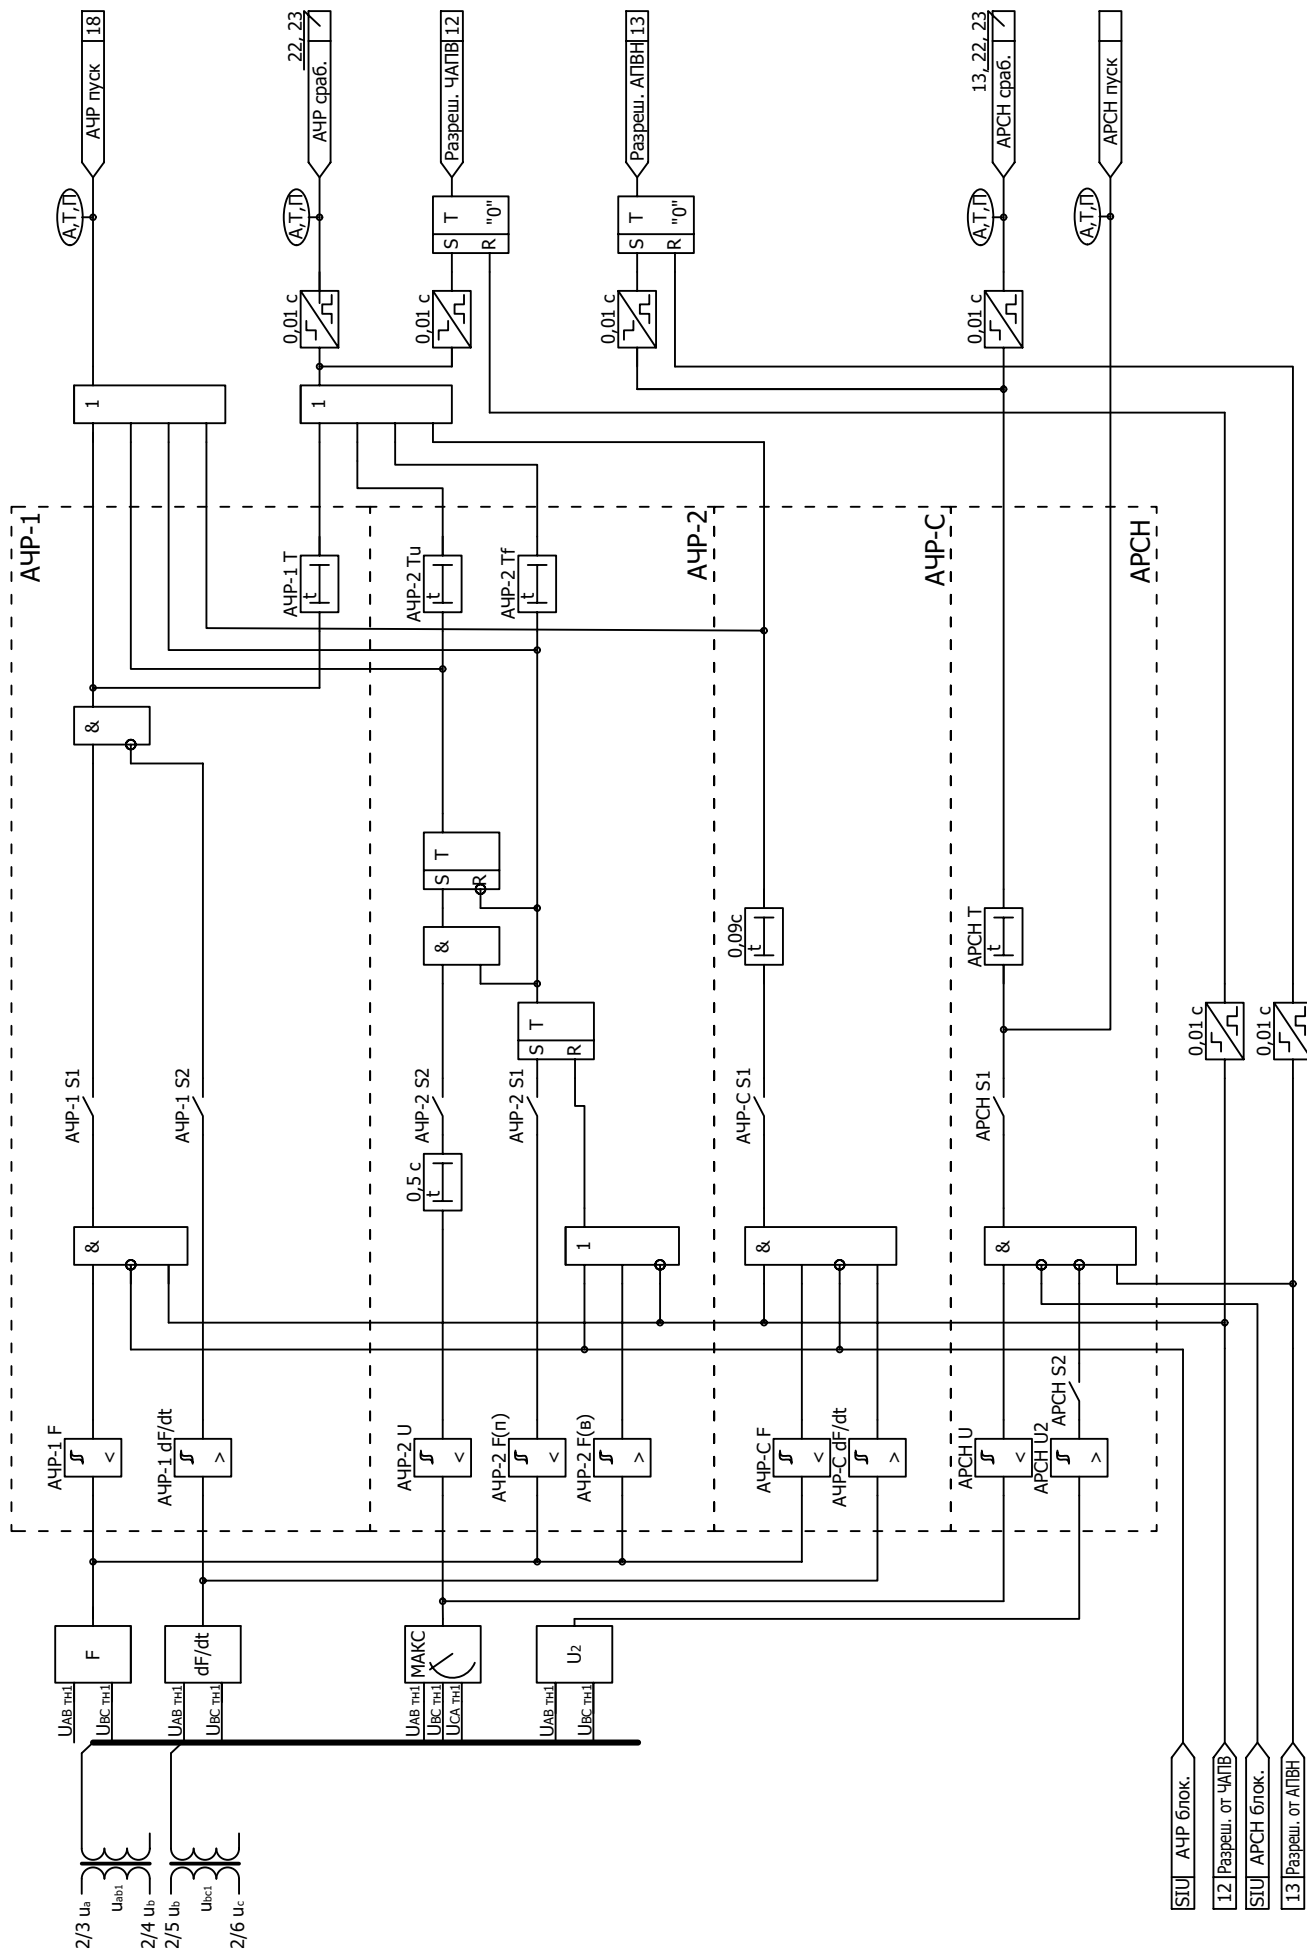 2/3 ua
uab1
2/4 ub
2/5 ub
ubc1
2/6 uc
UAB ТН1
UBC ТН1
F
UAB ТН1
UBC ТН1
dF/dt
UAB ТН1
UBC ТН1
UCA ТН1
МАКС
UAB ТН1
UBC ТН1
U2
SIU АЧР блок.
12 Разреш. от ЧАПВ
SIU АРСН блок.
13 Разреш. от АПВН
АЧР-1
АЧР-1 F
<
АЧР-1 dF/dt
>
&
АЧР-1 S1
АЧР-1 S2
&
АЧР-1 T
t
АЧР-2
АЧР-2 U
<
АЧР-2 F(п)
<
АЧР-2 F(в)
>
0,5 с
t
1
АЧР-2 S2
АЧР-2 S1
S T
R
&
S T
R
АЧР-2 Tu
t
АЧР-2 Tf
t
АЧР-С
АЧР-С F
<
АЧР-С dF/dt
>
&
АЧР-С S1
0,09с
t
АРСН
АРСН U
<
АРСН U2
>
АРСН S2
&
АРСН S1
АРСН T
t
0,01 с
0,01 с
1
1
0,01 с
0,01 с
0,01 с
0,01 с
S T
R "0"
S T
R "0"
А,Т,П
А,Т,П
А,Т,П
А,Т,П
АЧР пуск 18
22, 23
АЧР сраб.
Разреш. ЧАПВ 12
Разреш. АПВН 13
13, 22, 23
АРСН сраб.
АРСН пуск